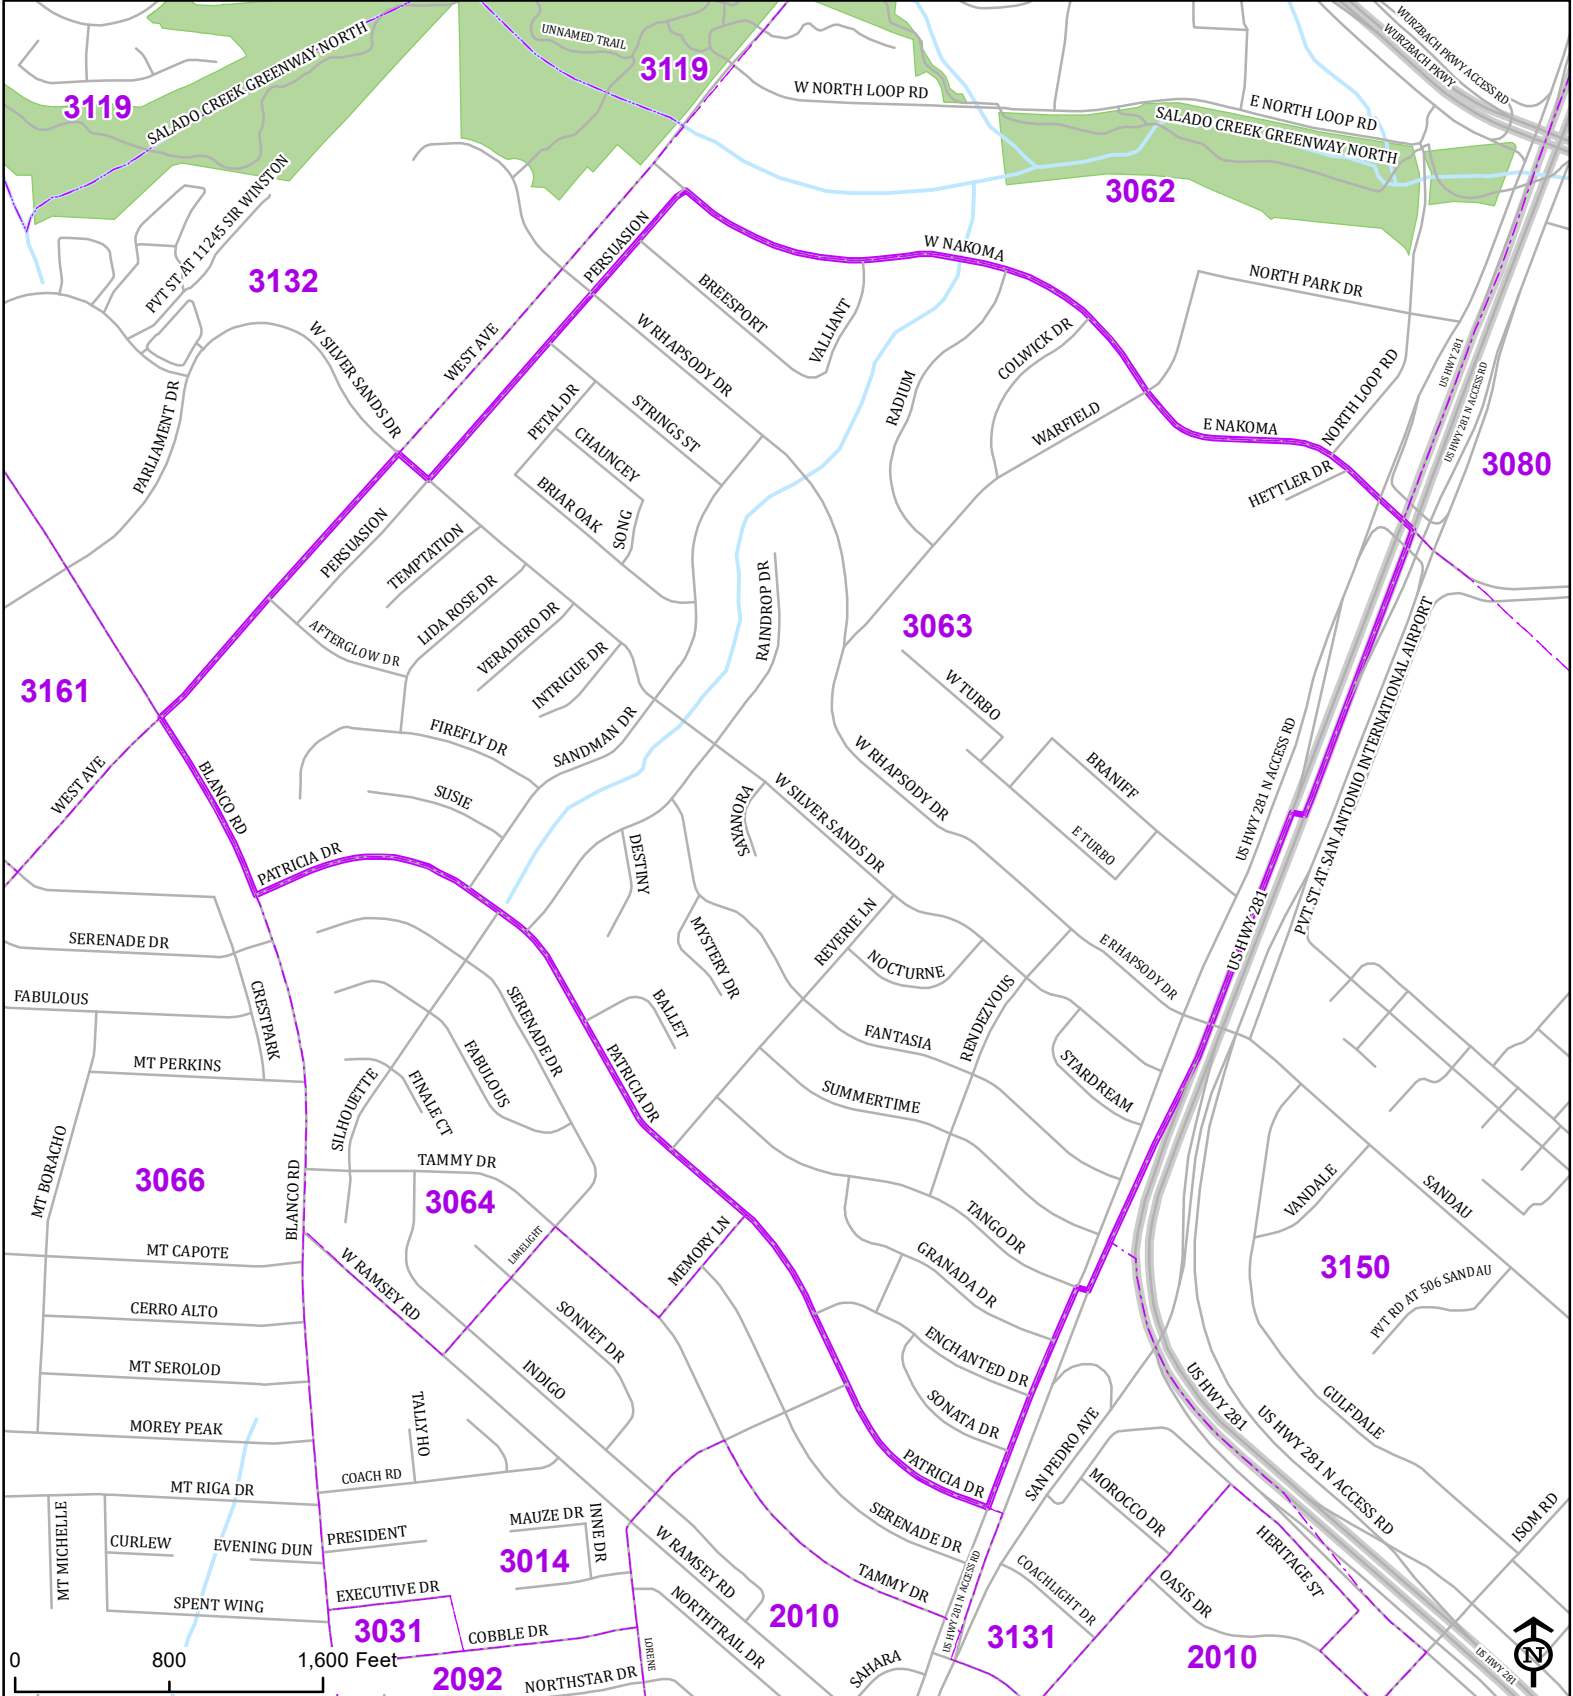 WURZBACH PKWY ACCESS RD
WURZBACH PKWY
UNNAMED TRAIL
SALADO CREEK GREENWAY NORTH
3119
3119
W NORTH LOOP RD
E NORTH LOOP RD
SALADO CREEK GREENWAY NORTH
3062
PVT ST AT 11245 SIR WINSTON
3132
PERSUASION
W NAKOMA
NORTH PARK DR
BREESPORT
VALLIANT
W RHAPSODY DR
WEST AVE
W SILVER SANDS DR
COLWICK DR
US HWY 281
US HWY 281 N ACCESS RD
PARLIAMENT DR
PETAL DR
STRINGS ST
RADIUM
WARFIELD
E NAKOMA
NORTH LOOP RD
CHAUNCEY
3080
HETTLER DR
BRIAR OAK
SONG
PERSUASION
TEMPTATION
LIDA ROSE DR
RAINDROP DR
3063
AFTERGLOW DR
VERADERO DR
INTRIGUE DR
PVT ST AT SAN ANTONIO INTERNATIONAL AIRPORT
3161
W TURBO
FIREFLY DR
SANDMAN DR
WEST AVE
BLANCO RD
SUSIE
W RHAPSODY DR
BRANIFF
US HWY 281 N ACCESS RD
SAYANORA
W SILVER SANDS DR
E TURBO
PATRICIA DR
DESTINY
SERENADE DR
MYSTERY DR
REVERIE LN
NOCTURNE
E RHAPSODY DR
US HWY 281
FABULOUS
CRESTPARK
SERENADE DR
BALLET
FANTASIA
RENDEZVOUS
MT PERKINS
SILHOUETTE
FINALE CT
FABULOUS
PATRICIA DR
SUMMERTIME
STARDREAM
MT BORACHO
TAMMY DR
3066
BLANCO RD
3064
VANDALE
SANDAU
LIMELIGHT
TANGO DR
MT CAPOTE
W RAMSEY RD
MEMORY LN
GRANADA DR
3150
PVT RD AT 506 SANDAU
CERRO ALTO
SONNET DR
ENCHANTED DR
MT SEROLOD
INDIGO
SONATA DR
US HWY 281
GULFDALE
MOREY PEAK
TALLY HO
SAN PEDRO AVE
US HWY 281 N ACCESS RD
COACH RD
PATRICIA DR
MT RIGA DR
MOROCCO DR
MT MICHELLE
CURLEW
EVENING DUN
PRESIDENT
MAUZE DR
INNE DR
SERENADE DR
HERITAGE ST
ISOM RD
3014
W RAMSEY RD
US HWY 281 N ACCESS RD
COACHLIGHT DR
TAMMY DR
OASIS DR
SPENT WING
EXECUTIVE DR
NORTHTRAIL DR
3031
COBBLE DR
2010
3131
2010
LORENE
SAHARA
US HWY 281
0 800 1,600 Feet
2092
NORTHSTAR DR
N